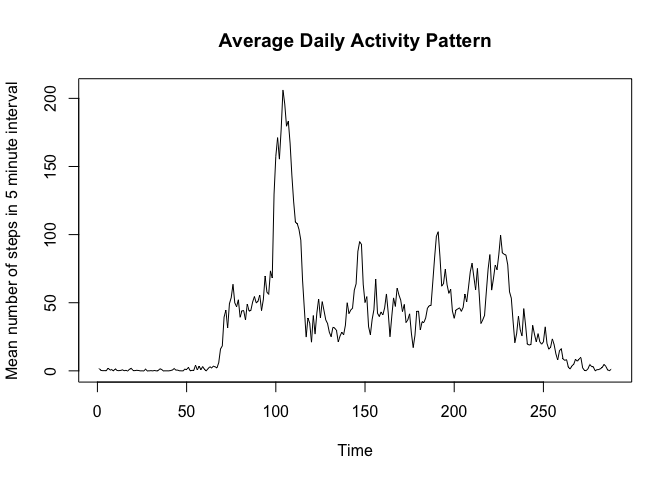 Average Daily Activity Pattern
Mean number of steps in 5 minute interval
200
150
100
50
0
0 50 100 150 200 250
Time